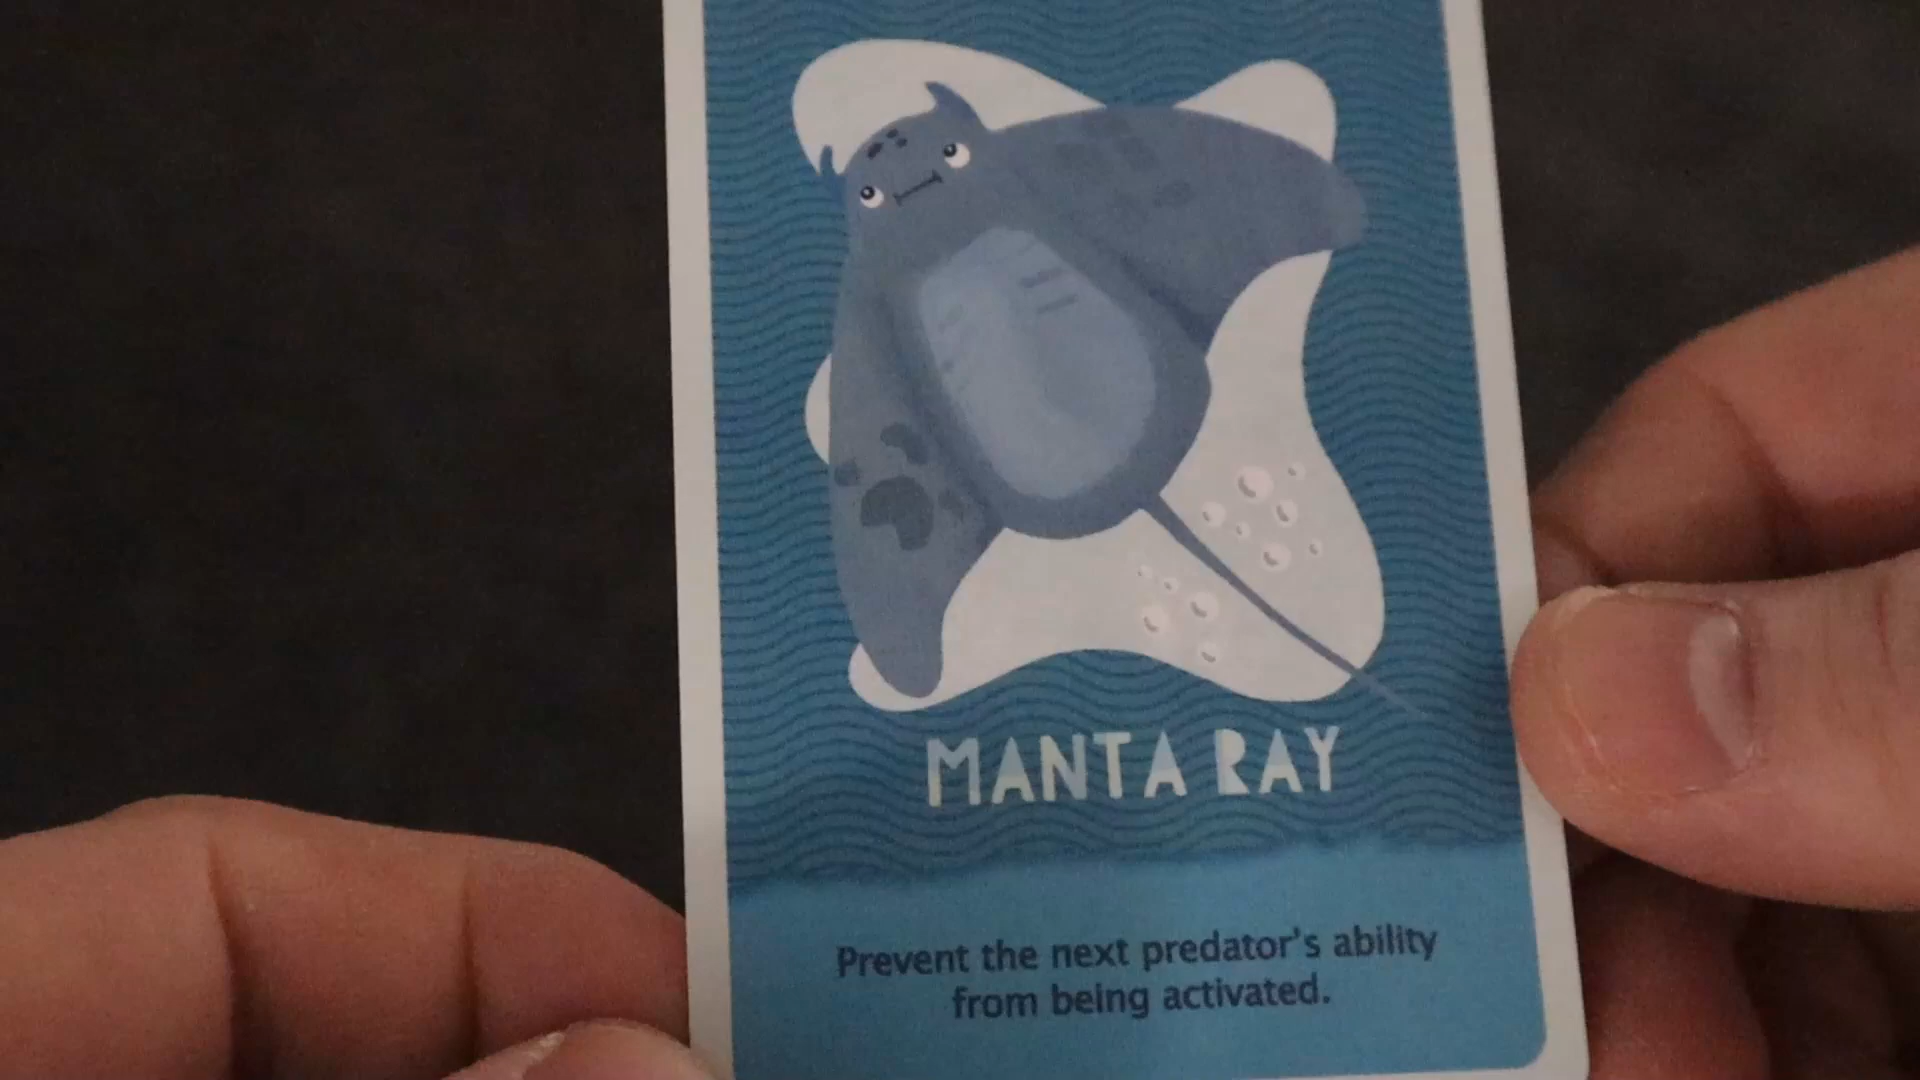 MANTA RAY
Prevent the next predator's ability
from being activated.